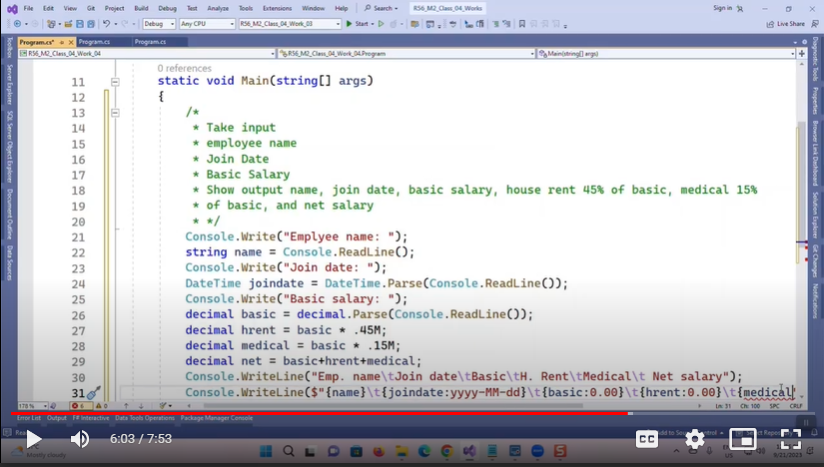 File Edit View Git Project Build Debug Test Analyze Tools Extensions Window Help Search R56_M2_Class_04_Works Sign in
Debug Any CPU R56_M2_Class_04_Work_03 Start Live Share
Program.cs* Program.cs Program.cs
R56_M2_Class_04_Work_04 R56_M2_Class_04_Work_04.Program Main(string[] args)
0 references
11 static void Main(string[] args)
12 {
13 /*
14 * Take input
15 * employee name
16 * Join Date
17 * Basic Salary
18 * Show output name, join date, basic salary, house rent 45% of basic, medical 15%
19 * of basic, and net salary
20 * */
21 Console.Write("Emplyee name: ");
22 string name = Console.ReadLine();
23 Console.Write("Join date: ");
24 DateTime joindate = DateTime.Parse(Console.ReadLine());
25 Console.Write("Basic salary: ");
26 decimal basic = decimal.Parse(Console.ReadLine());
27 decimal hrent = basic * .45M;
28 decimal medical = basic * .15M;
29 decimal net = basic+hrent+medical;
30 Console.WriteLine("Emp. name\tJoin date\tBasic\tH. Rent\tMedical\t Net salary");
31 Console.WriteLine($"{name}\t{joindate:yyyy-MM-dd}\t{basic:0.00}\t{hrent:0.00}\t{medical
178 % Ln: 31 Ch: 100 SPC CRLF
Error List Output F# Interactive Data Tools Operations Package Manager Console
6:03 / 7:53
CC
Mostly cloudy
9/21/2023
Toolbox
Server Explorer
SQL Server Object Explorer
Document Outline
Data Sources
Diagnostic Tools
Properties
Browser Link Dashboard
Solution Explorer
Git Changes
Notifications